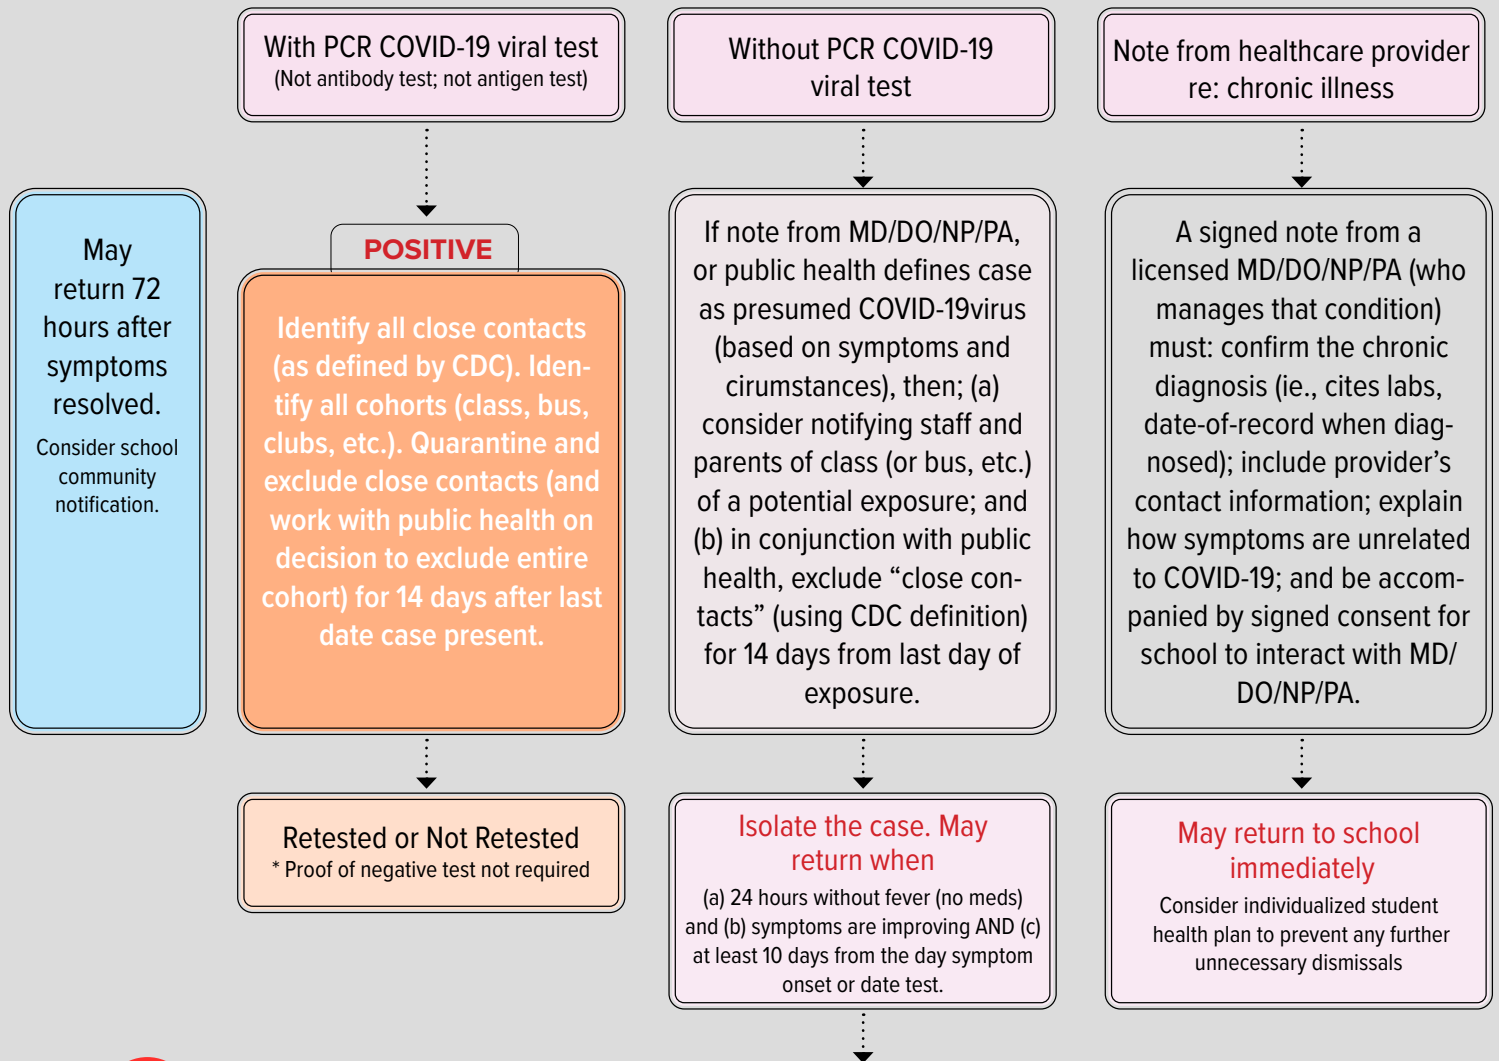 With PCR COVID-19 viral test
(Not antibody test; not antigen test)
Without PCR COVID-19
viral test
Note from healthcare provider
re: chronic illness
May
return 72
hours after
symptoms
resolved.
Consider school
community
notification.
POSITIVE
Identify all close contacts
(as defined by CDC). Iden-
tify all cohorts (class, bus,
clubs, etc.). Quarantine and
exclude close contacts (and
work with public health on
decision to exclude entire
cohort) for 14 days after last
date case present.
If note from MD/DO/NP/PA,
or public health defines case
as presumed COVID-19virus
(based on symptoms and
cirumstances), then; (a)
consider notifying staff and
parents of class (or bus, etc.)
of a potential exposure; and
(b) in conjunction with public
health, exclude “close con-
tacts” (using CDC definition)
for 14 days from last day of
exposure.
A signed note from a
licensed MD/DO/NP/PA (who
manages that condition)
must: confirm the chronic
diagnosis (ie., cites labs,
date-of-record when diag-
nosed); include provider’s
contact information; explain
how symptoms are unrelated
to COVID-19; and be accom-
panied by signed consent for
school to interact with MD/
DO/NP/PA.
Retested or Not Retested
* Proof of negative test not required
Isolate the case. May
return when
(a) 24 hours without fever (no meds)
and (b) symptoms are improving AND (c)
at least 10 days from the day symptom
onset or date test.
May return to school
immediately
Consider individualized student
health plan to prevent any further
unnecessary dismissals